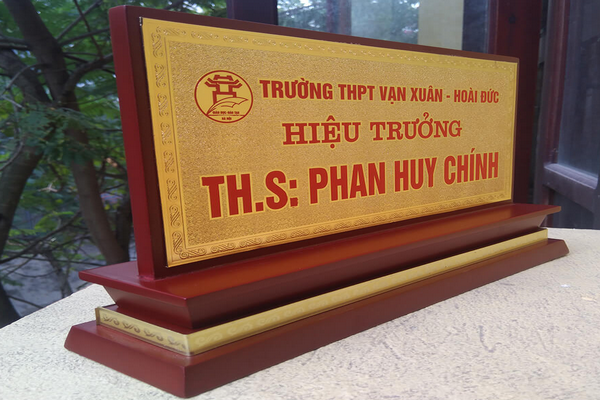 TRƯỜNG THPT VẠN XUÂN - HOÀI ĐỨC
HIỆU TRƯỞNG
TH.S: PHAN HUY CHÍNH